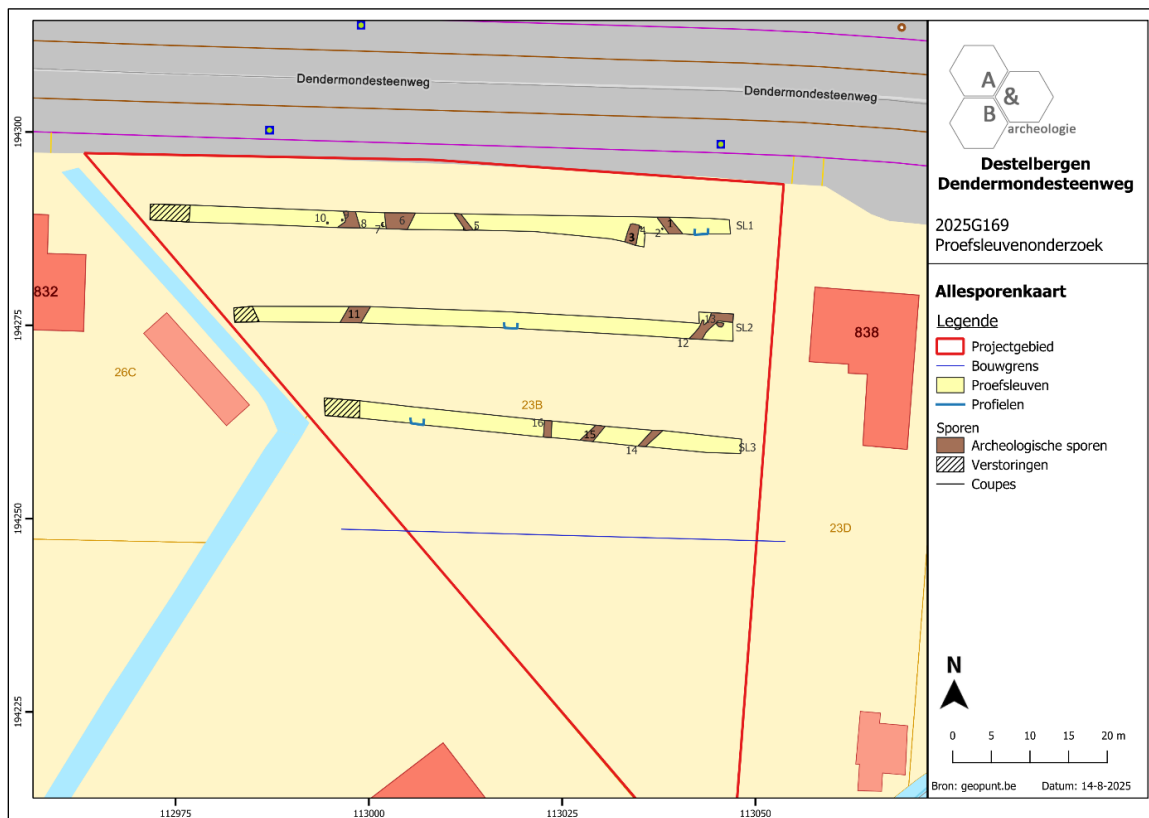 Dendermondesteenweg
Dendermondesteenweg
194300
194275
194250
194225
112975
113000
113025
113050
832
838
26C
23B
23D
10
9
8
7
6
5
4
3
2
1
SL1
11
12
13
SL2
16
15
14
SL3
A
&
B
archeologie
Destelbergen
Dendermondesteenweg
2025G169
Proefsleuvenonderzoek
Allesporenkaart
Legende
Projectgebied
Bouwgrens
Proefsleuven
Profielen
Sporen
Archeologische sporen
Verstoringen
Coupes
N
0 5 10 15 20 m
Bron: geopunt.be Datum: 14-8-2025